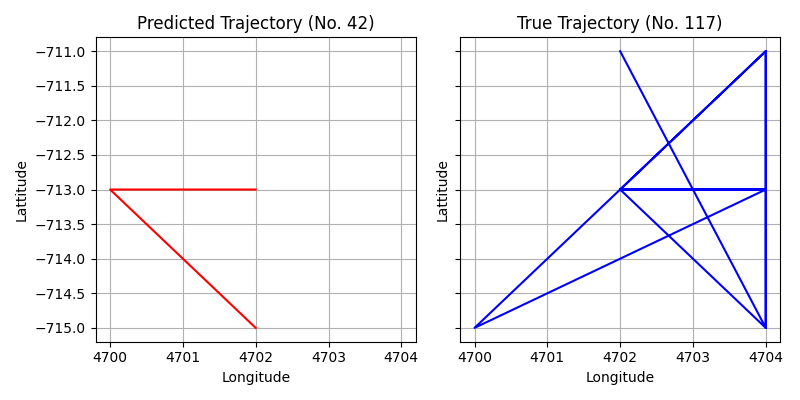 Predicted Trajectory (No. 42)
True Trajectory (No. 117)
−711.0
−711.5
−712.0
−712.5
−713.0
−713.5
−714.0
−714.5
−715.0
Lattitude
Lattitude
4700 4701 4702 4703 4704
4700 4701 4702 4703 4704
Longitude
Longitude